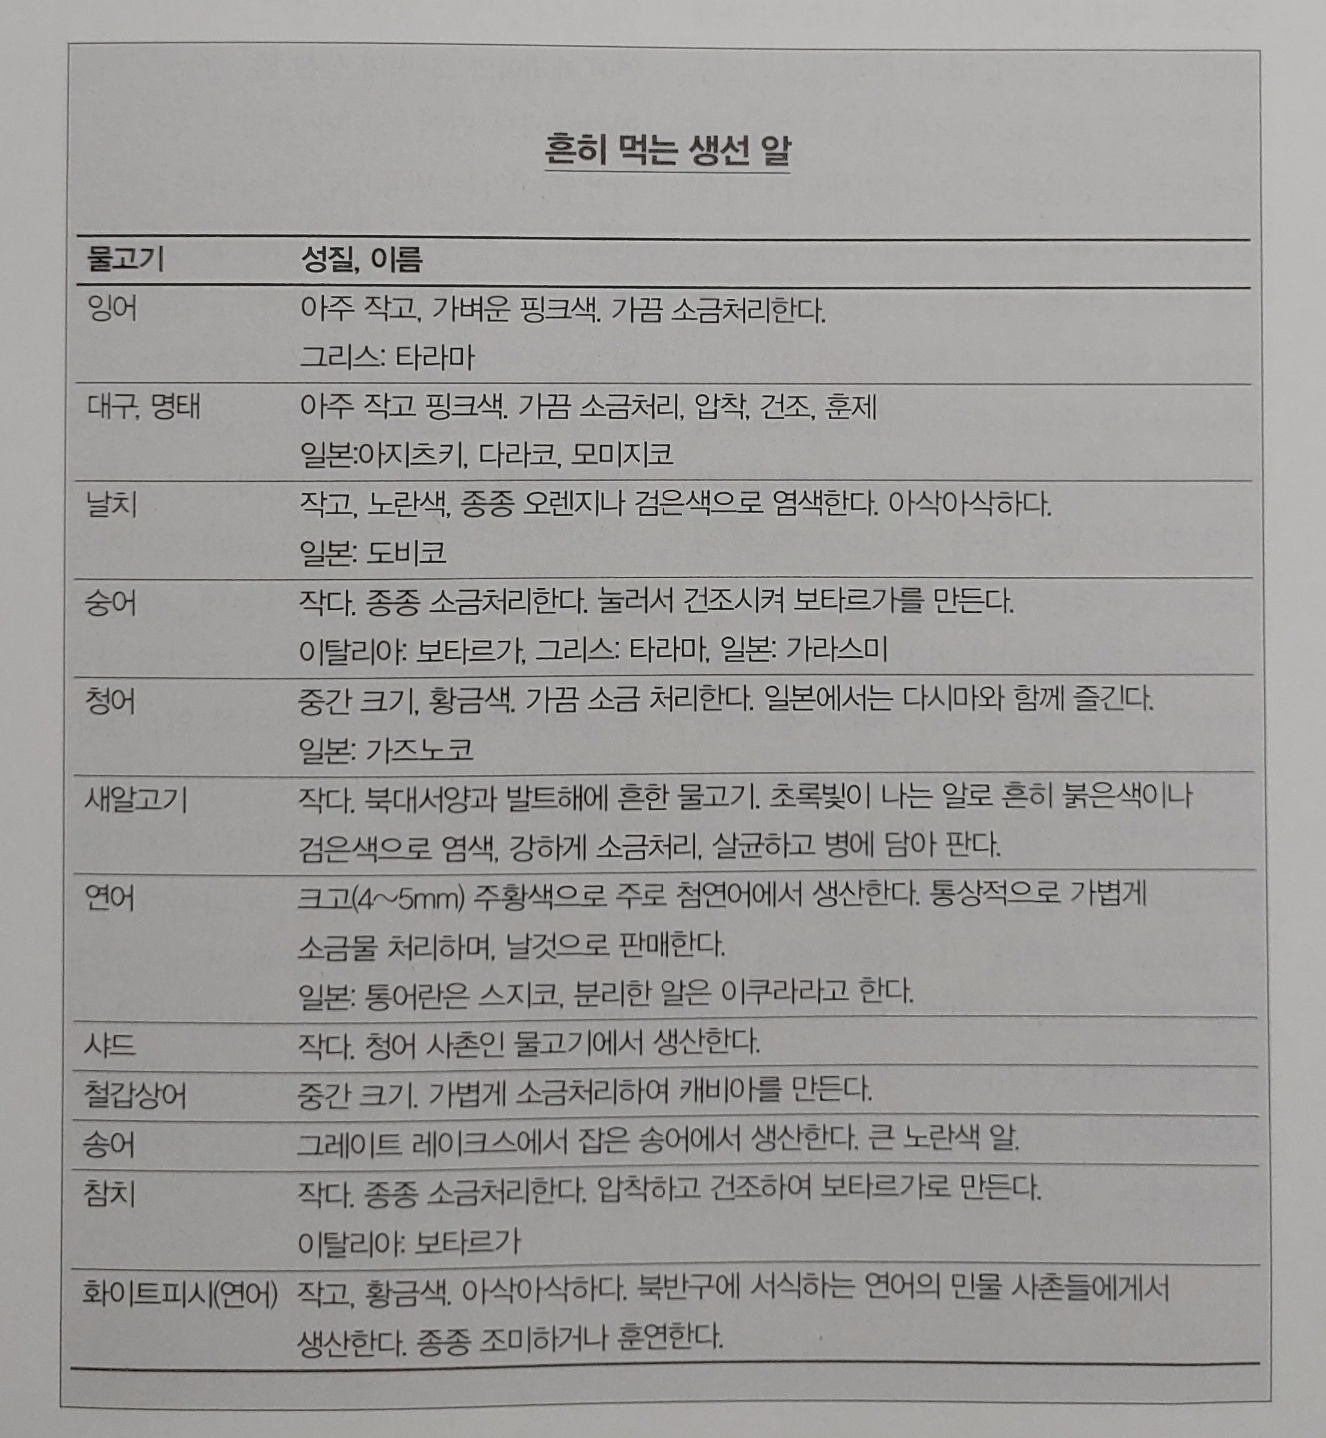 흔히 먹는 생선 알
물고기 성질, 이름
잉어 아주 작고, 가벼운 핑크색. 가끔 소금처리한다.
그리스: 타라마
대구, 명태 아주 작고 핑크색. 가끔 소금처리, 압착, 건조, 훈제
일본:아지츠키, 다라코, 모미지코
날치 작고, 노란색, 종종 오렌지나 검은색으로 염색한다. 아삭아삭하다.
일본: 도비코
숭어 작다. 종종 소금처리한다. 눌러서 건조시켜 보타르가를 만든다.
이탈리아: 보타르가, 그리스: 타라마, 일본: 가라스미
청어 중간 크기, 황금색. 가끔 소금 처리한다. 일본에서는 다시마와 함께 즐긴다.
일본: 가즈노코
새알고기 작다. 북대서양과 발트해에 흔한 물고기. 초록빛이 나는 알로 흔히 붉은색이나
검은색으로 염색, 강하게 소금처리, 살균하고 병에 담아 판다.
연어 크고(4~5mm) 주황색으로 주로 첨연어에서 생산한다. 통상적으로 가볍게
소금물 처리하며, 날것으로 판매한다.
일본: 통어란은 스지코, 분리한 알은 이쿠라라고 한다.
샤드 작다. 청어 사촌인 물고기에서 생산한다.
철갑상어 중간 크기. 가볍게 소금처리하여 캐비아를 만든다.
송어 그레이트 레이크스에서 잡은 송어에서 생산한다. 큰 노란색 알.
참치 작다. 종종 소금처리한다. 압착하고 건조하여 보타르가로 만든다.
이탈리아: 보타르가
화이트피시(연어) 작고, 황금색. 아삭아삭하다. 북반구에 서식하는 연어의 민물 사촌들에게서
생산한다. 종종 조미하거나 훈연한다.